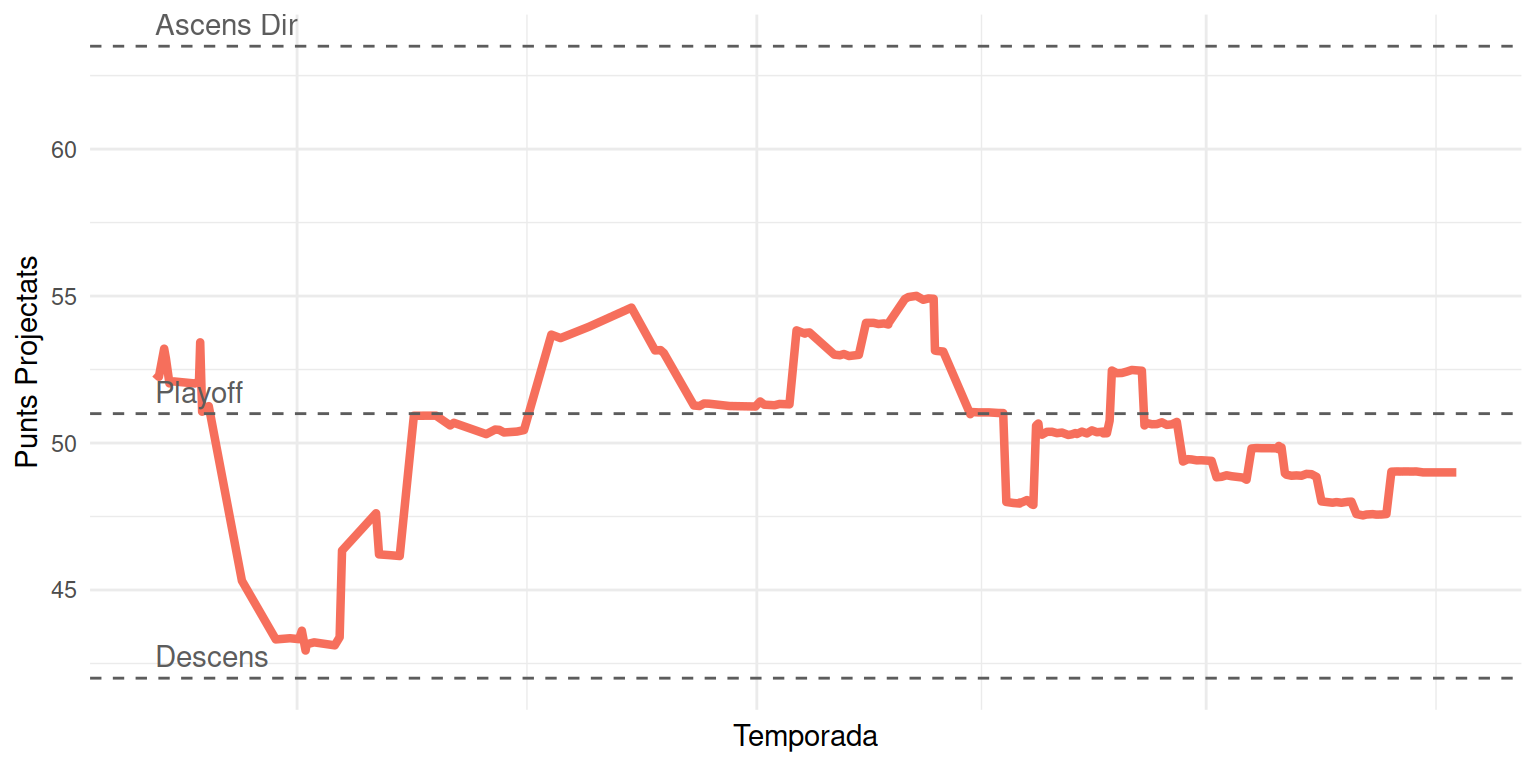 Ascens Dir
60
55
Playoff
50
45
Descens
Punts Projectats
Temporada